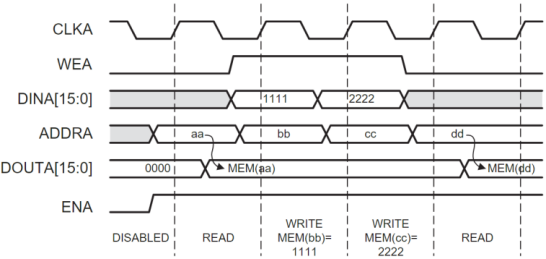 CLKA
WEA
DINA[15:0] 1111 2222
ADDRA aa bb cc dd
DOUTA[15:0] 0000 MEM(aa) MEM(dd)
ENA
DISABLED READ WRITE MEM(bb)= 1111 WRITE MEM(cc)= 2222 READ